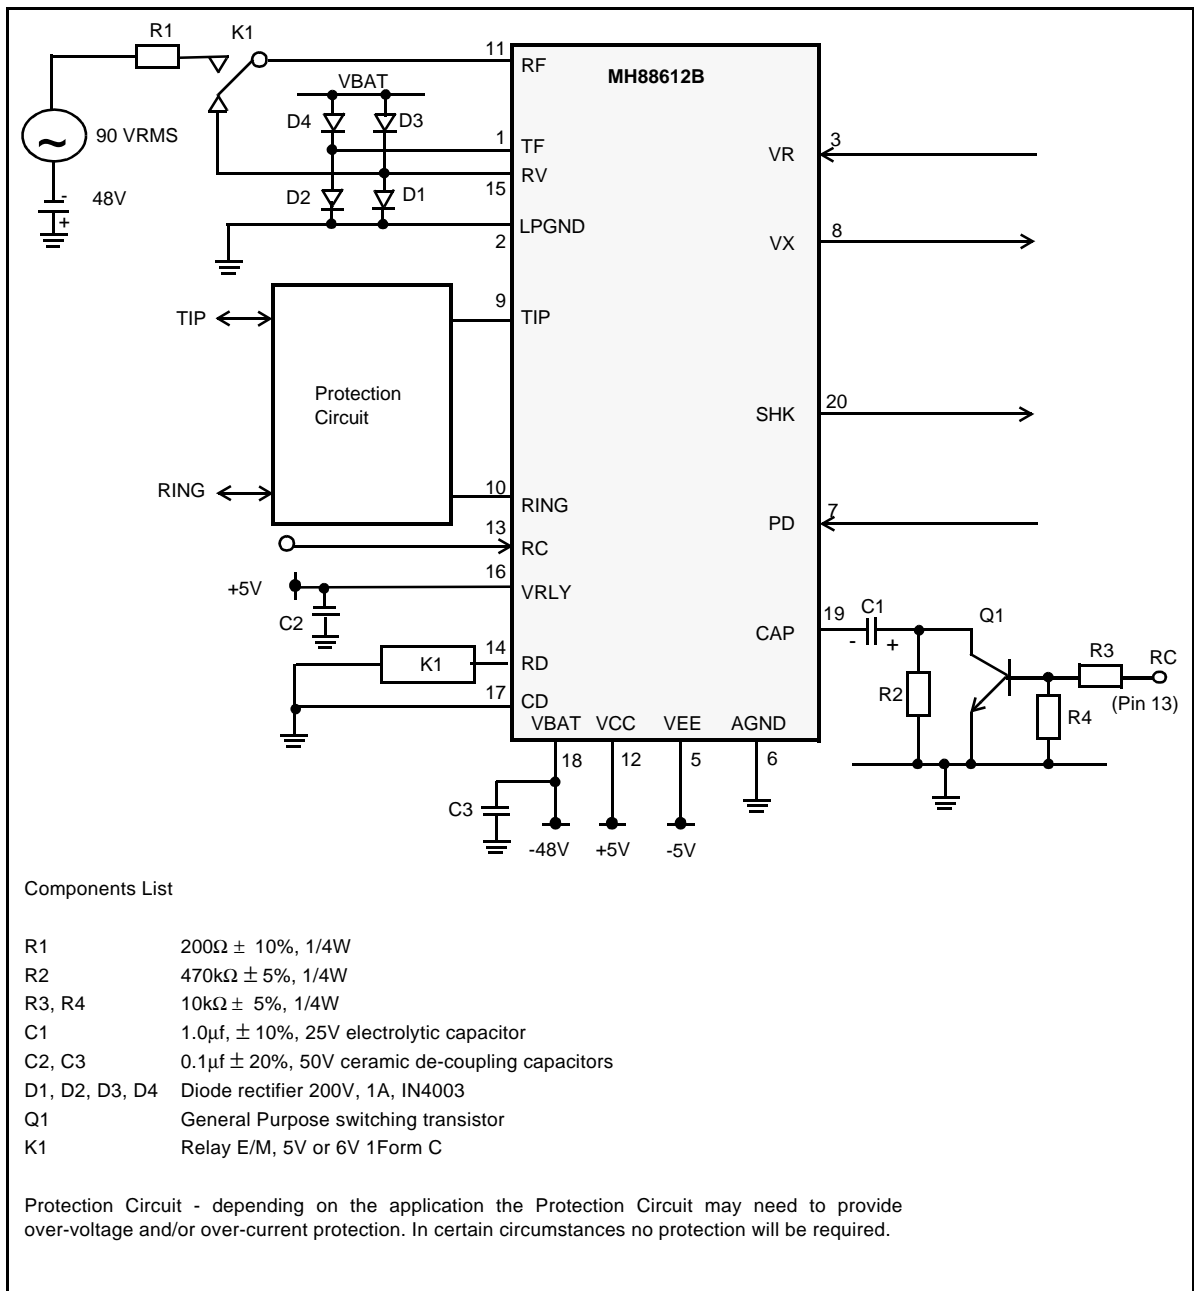 R1
K1
11
RF
MH88612B
VBAT
D4
D3
90 VRMS
~
1
TF
3
VR
RV
15
D2
D1
-
48V
+
LPGND
2
8
VX
9
TIP
TIP
Protection
Circuit
20
SHK
RING
10
RING
7
PD
13
RC
16
+5V
VRLY
C2
19
C1
Q1
CAP
-
+
14
K1
RD
R3
RC
17
CD
R2
R4
(Pin 13)
VBAT
VCC
VEE
AGND
18
12
5
6
C3
-48V
+5V
-5V
Components List
R1 200Ω ± 10%, 1/4W
R2 470kΩ ± 5%, 1/4W
R3, R4 10kΩ ± 5%, 1/4W
C1 1.0μf, ± 10%, 25V electrolytic capacitor
C2, C3 0.1μf ± 20%, 50V ceramic de-coupling capacitors
D1, D2, D3, D4 Diode rectifier 200V, 1A, IN4003
Q1 General Purpose switching transistor
K1 Relay E/M, 5V or 6V 1Form C
Protection Circuit - depending on the application the Protection Circuit may need to provide
over-voltage and/or over-current protection. In certain circumstances no protection will be required.